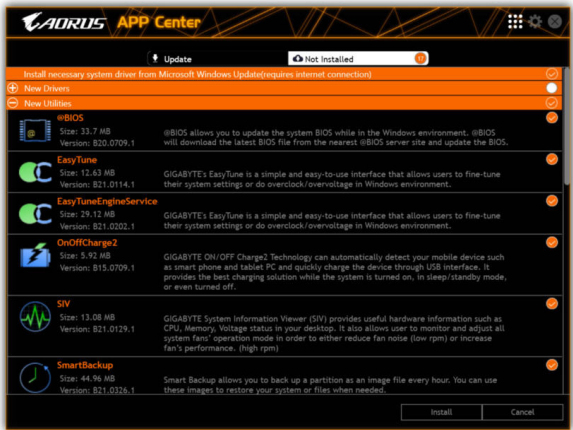 AORUS APP Center
Update
Not Installed
Install necessary system driver from Microsoft Windows Update(requires internet connection)
New Drivers
New Utilities
@BIOS
Size: 33.7 MB
Version: B20.0709.1
@BIOS allows you to update the system BIOS while in the Windows environment. @BIOS
will download the latest BIOS file from the nearest @BIOS server site and update the BIOS.
EasyTune
Size: 12.63 MB
Version: B21.0114.1
GIGABYTE's EasyTune is a simple and easy-to-use interface that allows users to fine-tune
their system settings or do overclock/overvoltage in Windows environment.
EasyTuneEngineService
Size: 29.12 MB
Version: B21.0202.1
GIGABYTE's EasyTune is a simple and easy-to-use interface that allows users to fine-tune
their system settings or do overclock/overvoltage in Windows environment.
OnOffCharge2
Size: 5.92 MB
Version: B15.0709.1
GIGABYTE ON/OFF Charge2 Technology can automatically detect your mobile device such
as smart phone and tablet PC and quickly charge the device through USB interface. It
provides the best charging solution while the system is turned on, in sleep/standby mode,
or even turned off.
SIV
Size: 13.08 MB
Version: B21.0129.1
GIGABYTE System Information Viewer (SIV) provides useful hardware information such as
CPU, Memory, Voltage status in your desktop. It also allows user to monitor and adjust all
system fans' operation mode in order to either reduce fan noise (low rpm) or increase
fan's performance. (high rpm)
SmartBackup
Size: 44.96 MB
Version: B21.0326.1
Smart Backup allows you to back up a partition as an image file every hour. You can use
these images to restore your system or files when needed.
Install
Cancel